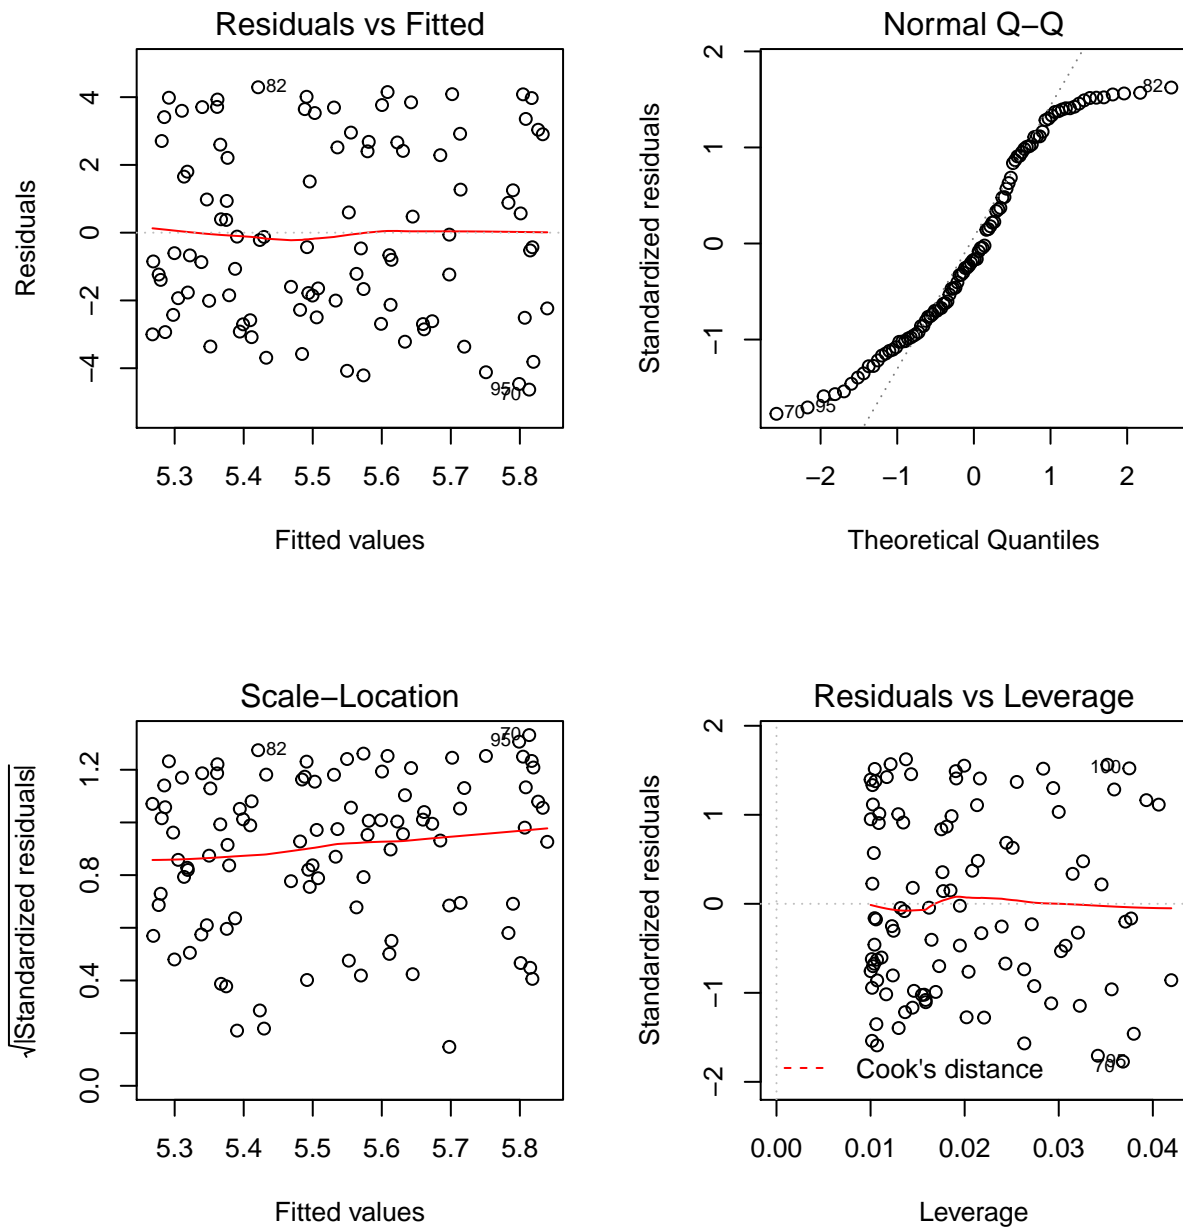 Residuals vs Fitted
Residuals
4
2
0
−2
−4
82
95
70
5.3 5.4 5.5 5.6 5.7 5.8
Fitted values
Normal Q−Q
Standardized residuals
2
1
0
−1
82
70
95
−2 −1 0 1 2
Theoretical Quantiles
Scale−Location
√|Standardized residuals|
1.2
0.8
0.4
0.0
82
70
95
5.3 5.4 5.5 5.6 5.7 5.8
Fitted values
Residuals vs Leverage
Standardized residuals
2
1
0
−1
−2
100
95
70
Cook's distance
0.00 0.01 0.02 0.03 0.04
Leverage